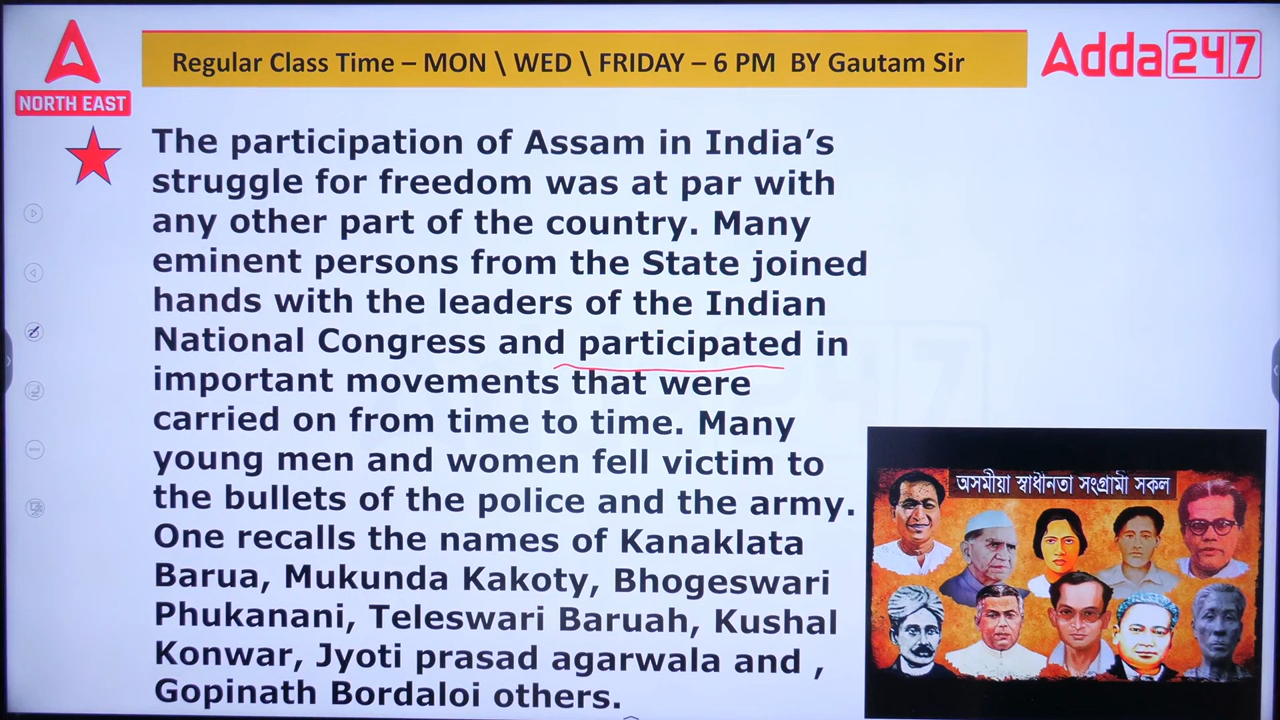 Regular Class Time – MON \ WED \ FRIDAY – 6 PM BY Gautam Sir
Adda247
NORTH EAST
The participation of Assam in India’s
struggle for freedom was at par with
any other part of the country. Many
eminent persons from the State joined
hands with the leaders of the Indian
National Congress and participated in
important movements that were
carried on from time to time. Many
young men and women fell victim to
the bullets of the police and the army.
One recalls the names of Kanaklata
Barua, Mukunda Kakoty, Bhogeswari
Phukanani, Teleswari Baruah, Kushal
Konwar, Jyoti prasad agarwala and ,
Gopinath Bordaloi others.
অসমীয়া স্বাধীনতা সংগ্ৰামী সকল